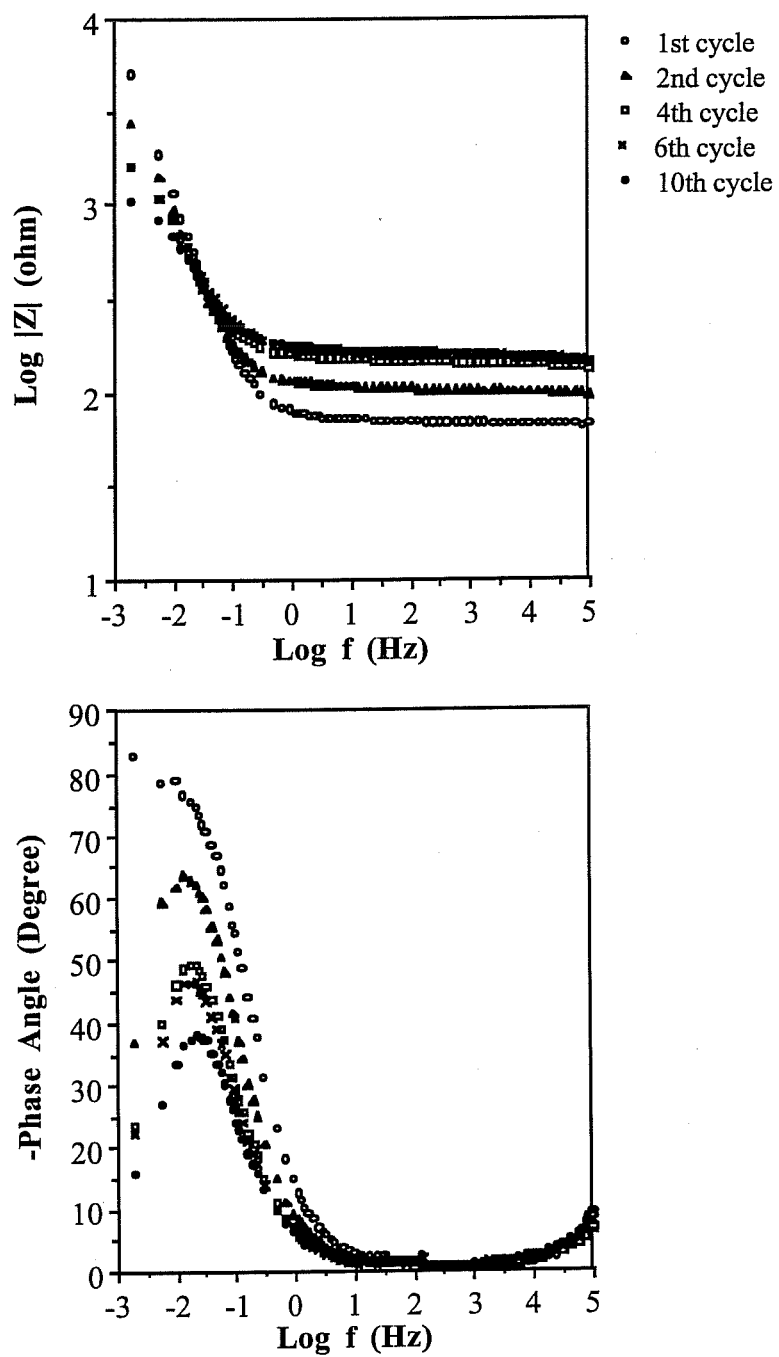 4
3
2
1
Log |Z| (ohm)
-3 -2 -1 0 1 2 3 4 5
Log f (Hz)
1st cycle
2nd cycle
4th cycle
6th cycle
10th cycle
90
80
70
60
50
40
30
20
10
0
-Phase Angle (Degree)
-3 -2 -1 0 1 2 3 4 5
Log f (Hz)